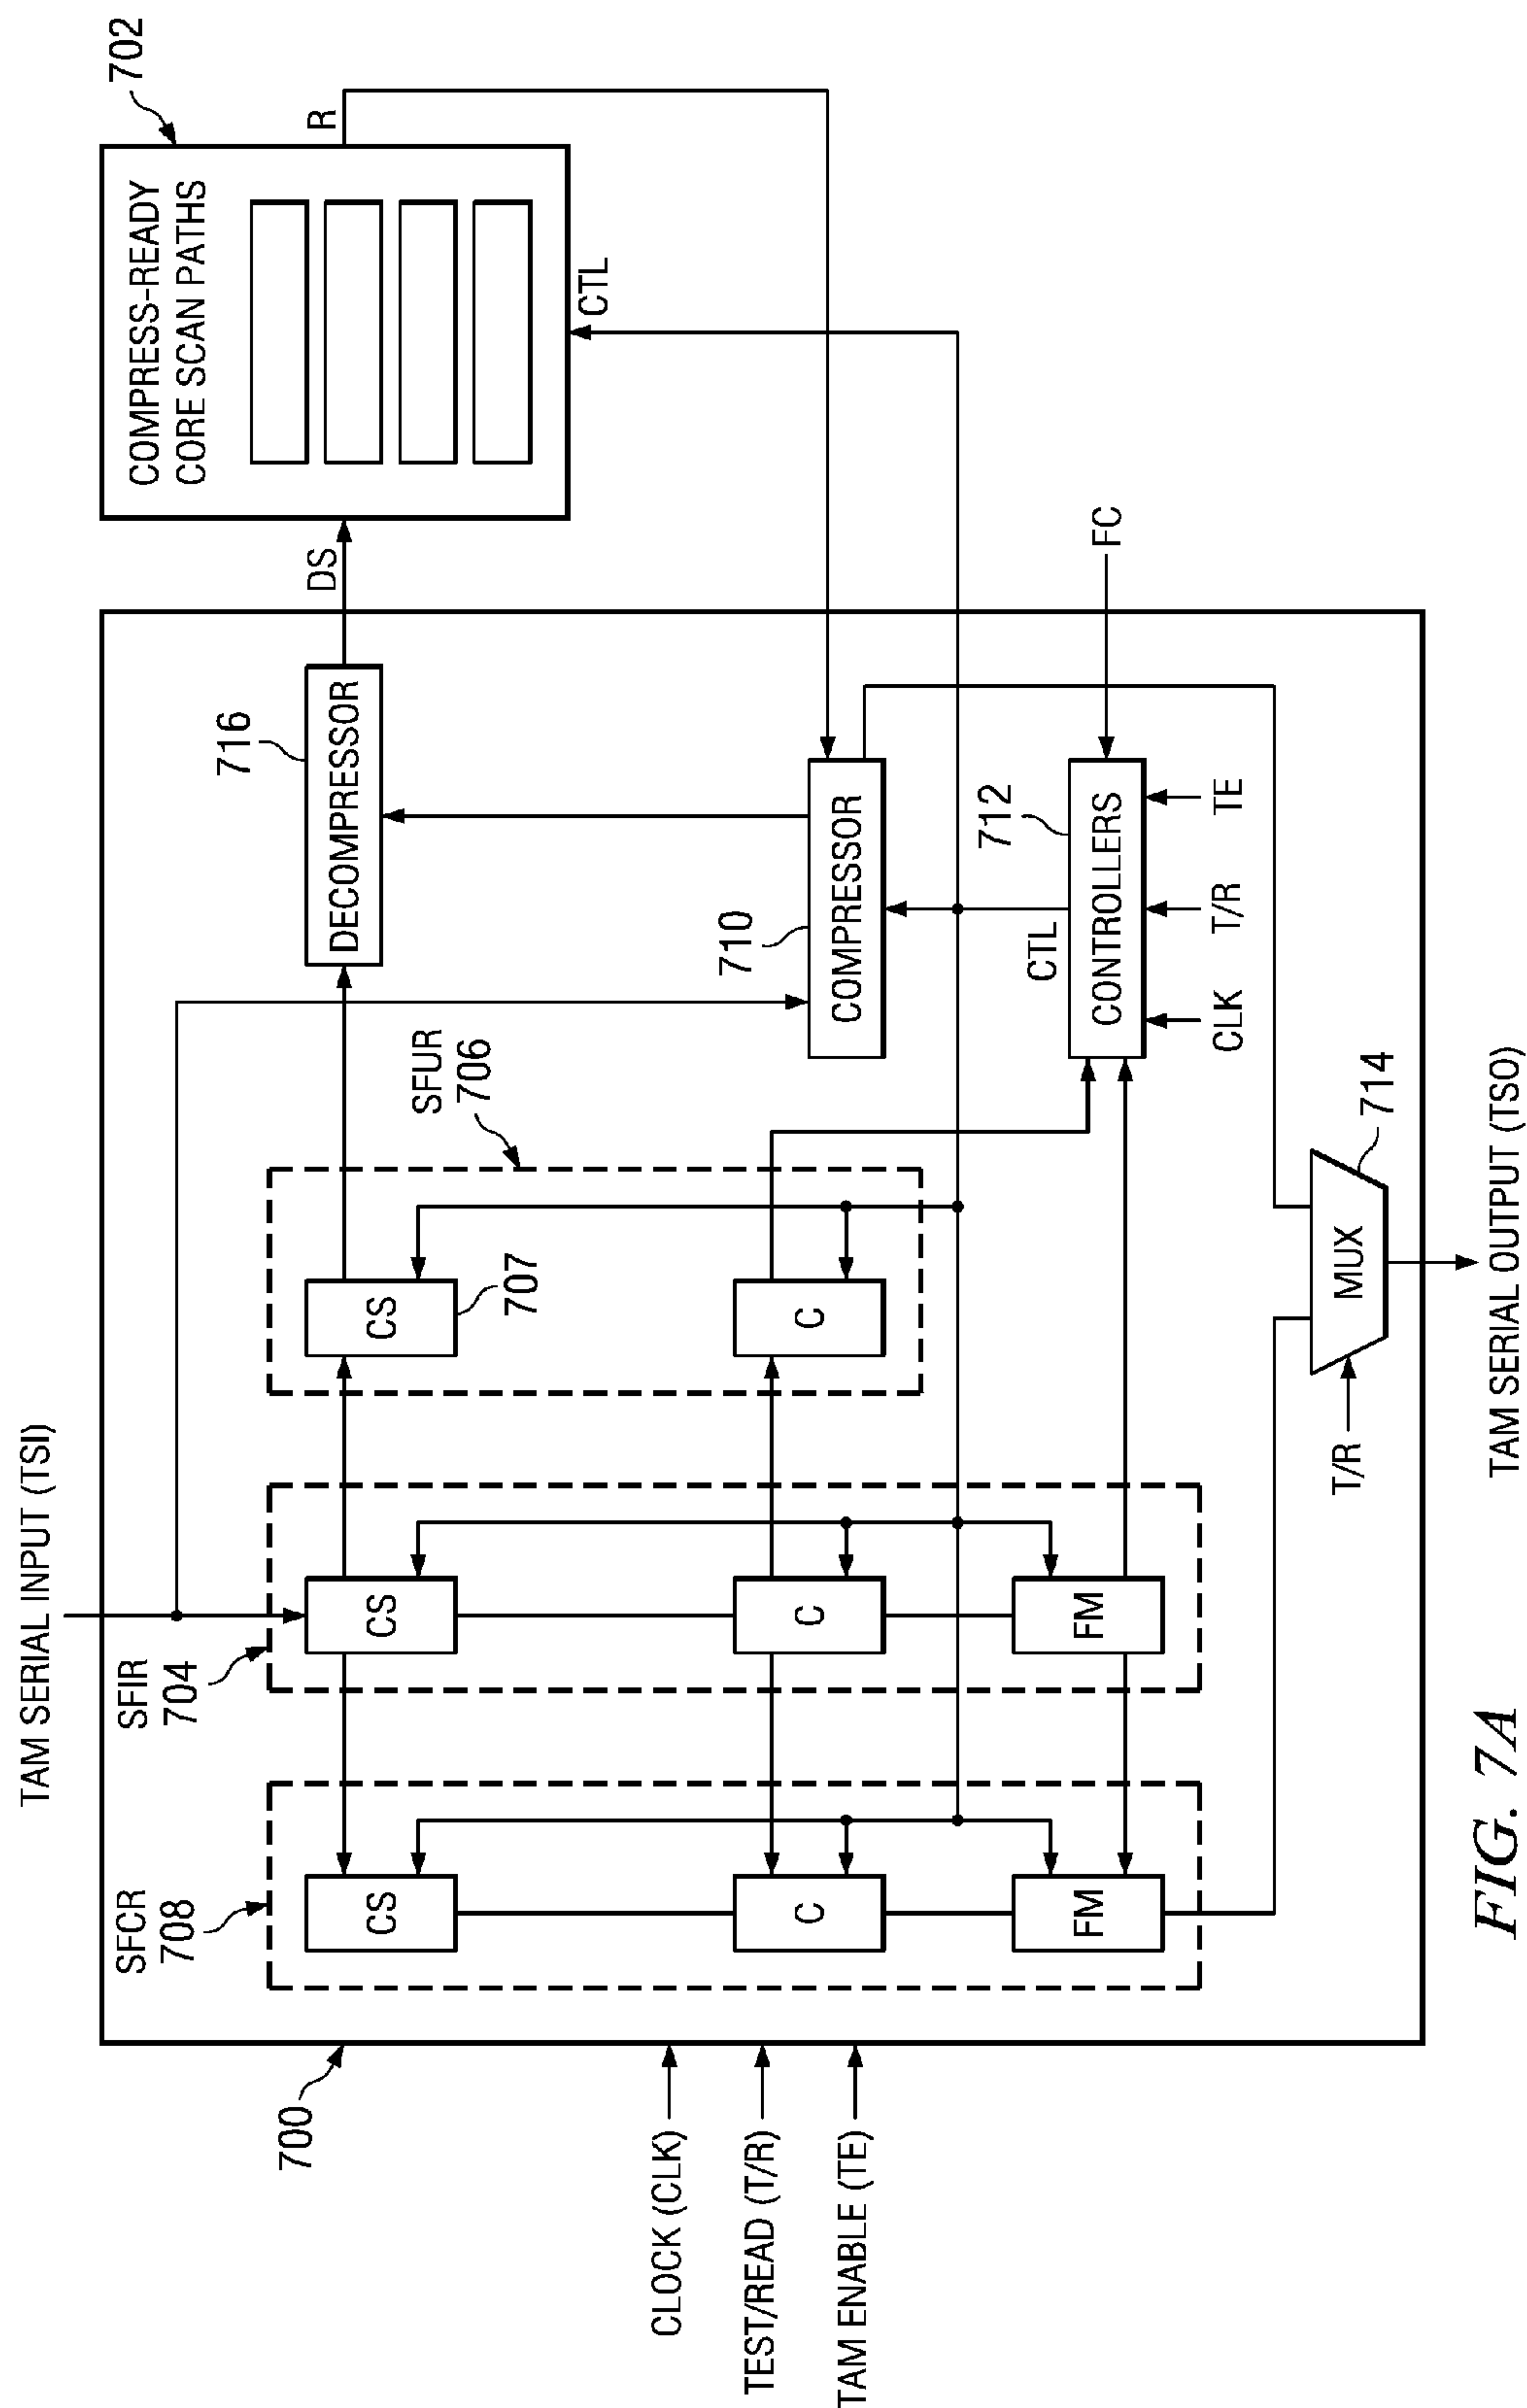 702
COMPRESS-READY
CORE SCAN PATHS
R
CTL
DS
716
DECOMPRESSOR
FC
710
COMPRESSOR
712
CONTROLLERS
CTL
CLK
T/R
TE
SFUR
706
CS
707
C
TAM SERIAL INPUT (TSI)
SFIR
704
CS
C
FM
SFCR
708
CS
C
FM
MUX
714
T/R
TAM SERIAL OUTPUT (TSO)
700
CLOCK (CLK)
TEST/READ (T/R)
TAM ENABLE (TE)
FIG. 7A